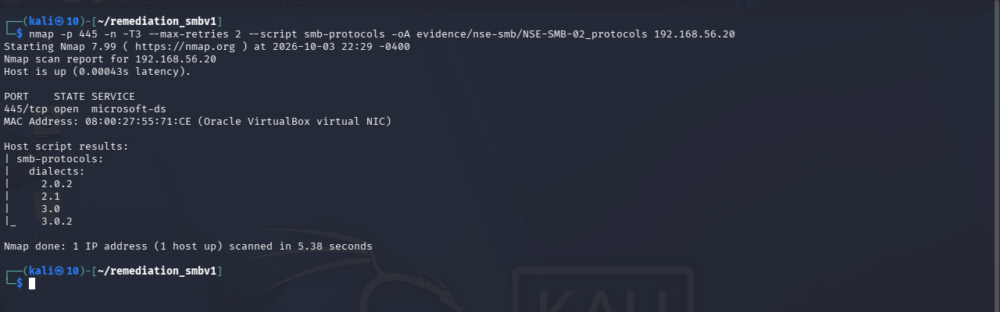 ┌──(kali㉿10)-[~/remediation_smbv1]
└─$ nmap -p 445 -n -T3 --max-retries 2 --script smb-protocols -oA evidence/nse-smb/NSE-SMB-02_protocols 192.168.56.20
Starting Nmap 7.99 ( https://nmap.org ) at 2026-10-03 22:29 -0400
Nmap scan report for 192.168.56.20
Host is up (0.00043s latency).

PORT    STATE SERVICE
445/tcp open  microsoft-ds
MAC Address: 08:00:27:55:71:CE (Oracle VirtualBox virtual NIC)

Host script results:
| smb-protocols:
|   dialects:
|     2.0.2
|     2.1
|     3.0
|_    3.0.2

Nmap done: 1 IP address (1 host up) scanned in 5.38 seconds

┌──(kali㉿10)-[~/remediation_smbv1]
└─$
KALI